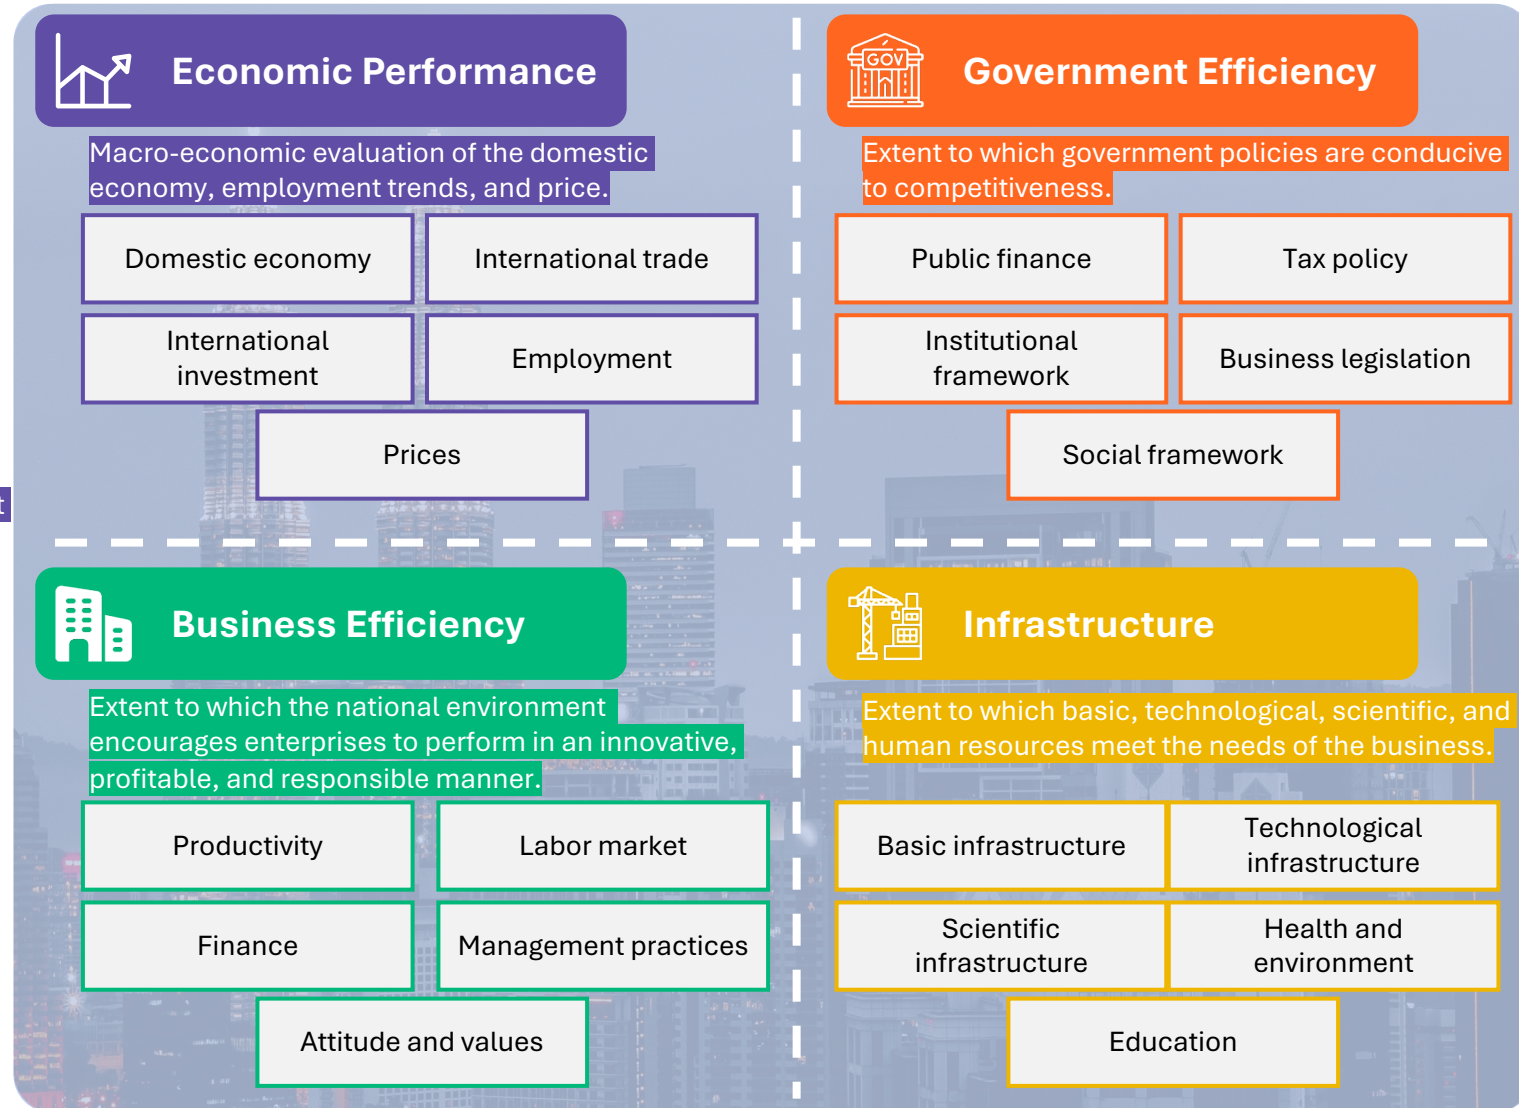 Economic Performance
Macro-economic evaluation of the domestic
economy, employment trends, and price.
Domestic economy
International trade
International
investment
Employment
Prices
GOV
Government Efficiency
Extent to which government policies are conducive
to competitiveness.
Public finance
Tax policy
Institutional
framework
Business legislation
Social framework
t
Business Efficiency
Extent to which the national environment
encourages enterprises to perform in an innovative,
profitable, and responsible manner.
Productivity
Labor market
Finance
Management practices
Attitude and values
Infrastructure
Extent to which basic, technological, scientific, and
human resources meet the needs of the business.
Basic infrastructure
Technological
infrastructure
Scientific
infrastructure
Health and
environment
Education